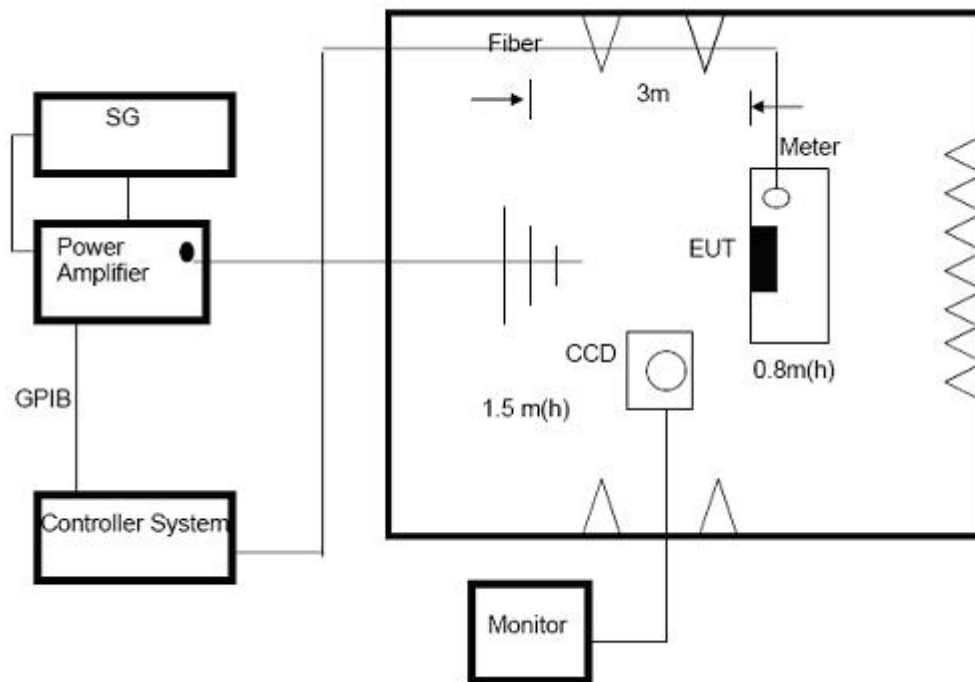 Fiber
3m
SG
Meter
Power
Amplifier
EUT
CCD
0.8m(h)
GPIB
1.5 m(h)
Controller System
Monitor